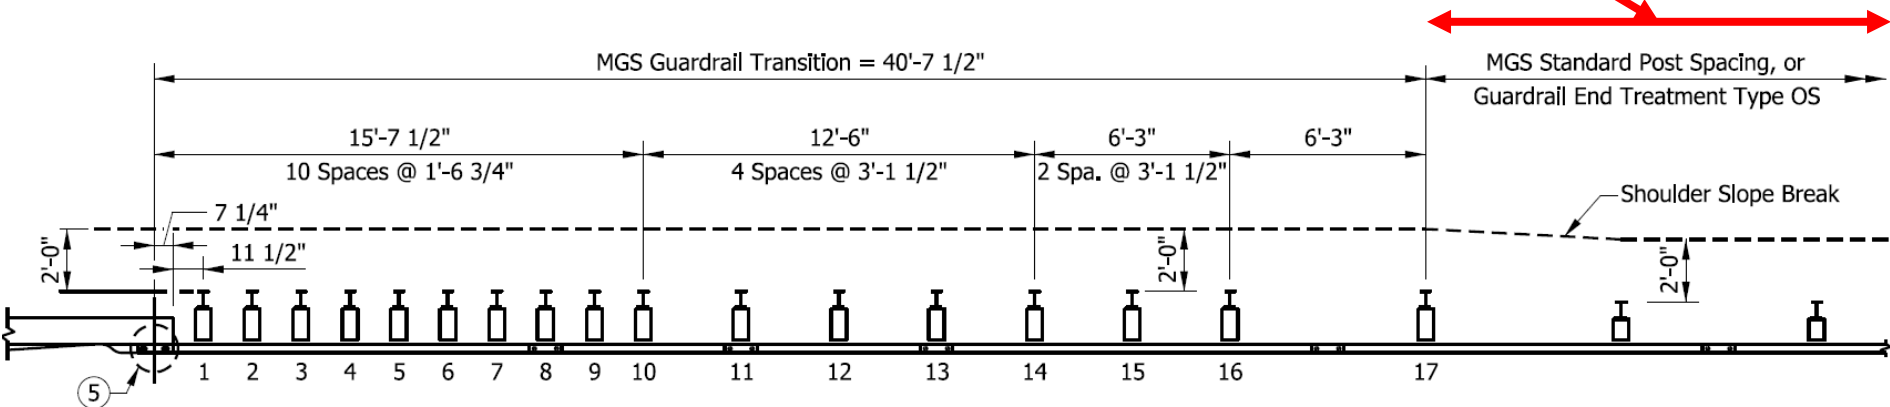 MGS Guardrail Transition = 40'-7 1/2"
MGS Standard Post Spacing, or
Guardrail End Treatment Type OS
15'-7 1/2"
12'-6"
6'-3"
6'-3"
10 Spaces @ 1'-6 3/4"
4 Spaces @ 3'-1 1/2"
2 Spa. @ 3'-1 1/2"
Shoulder Slope Break
7 1/4"
11 1/2"
2'-0"
2'-0"
2'-0"
1 2 3 4 5 6 7 8 9 10 11 12 13 14 15 16 17
5